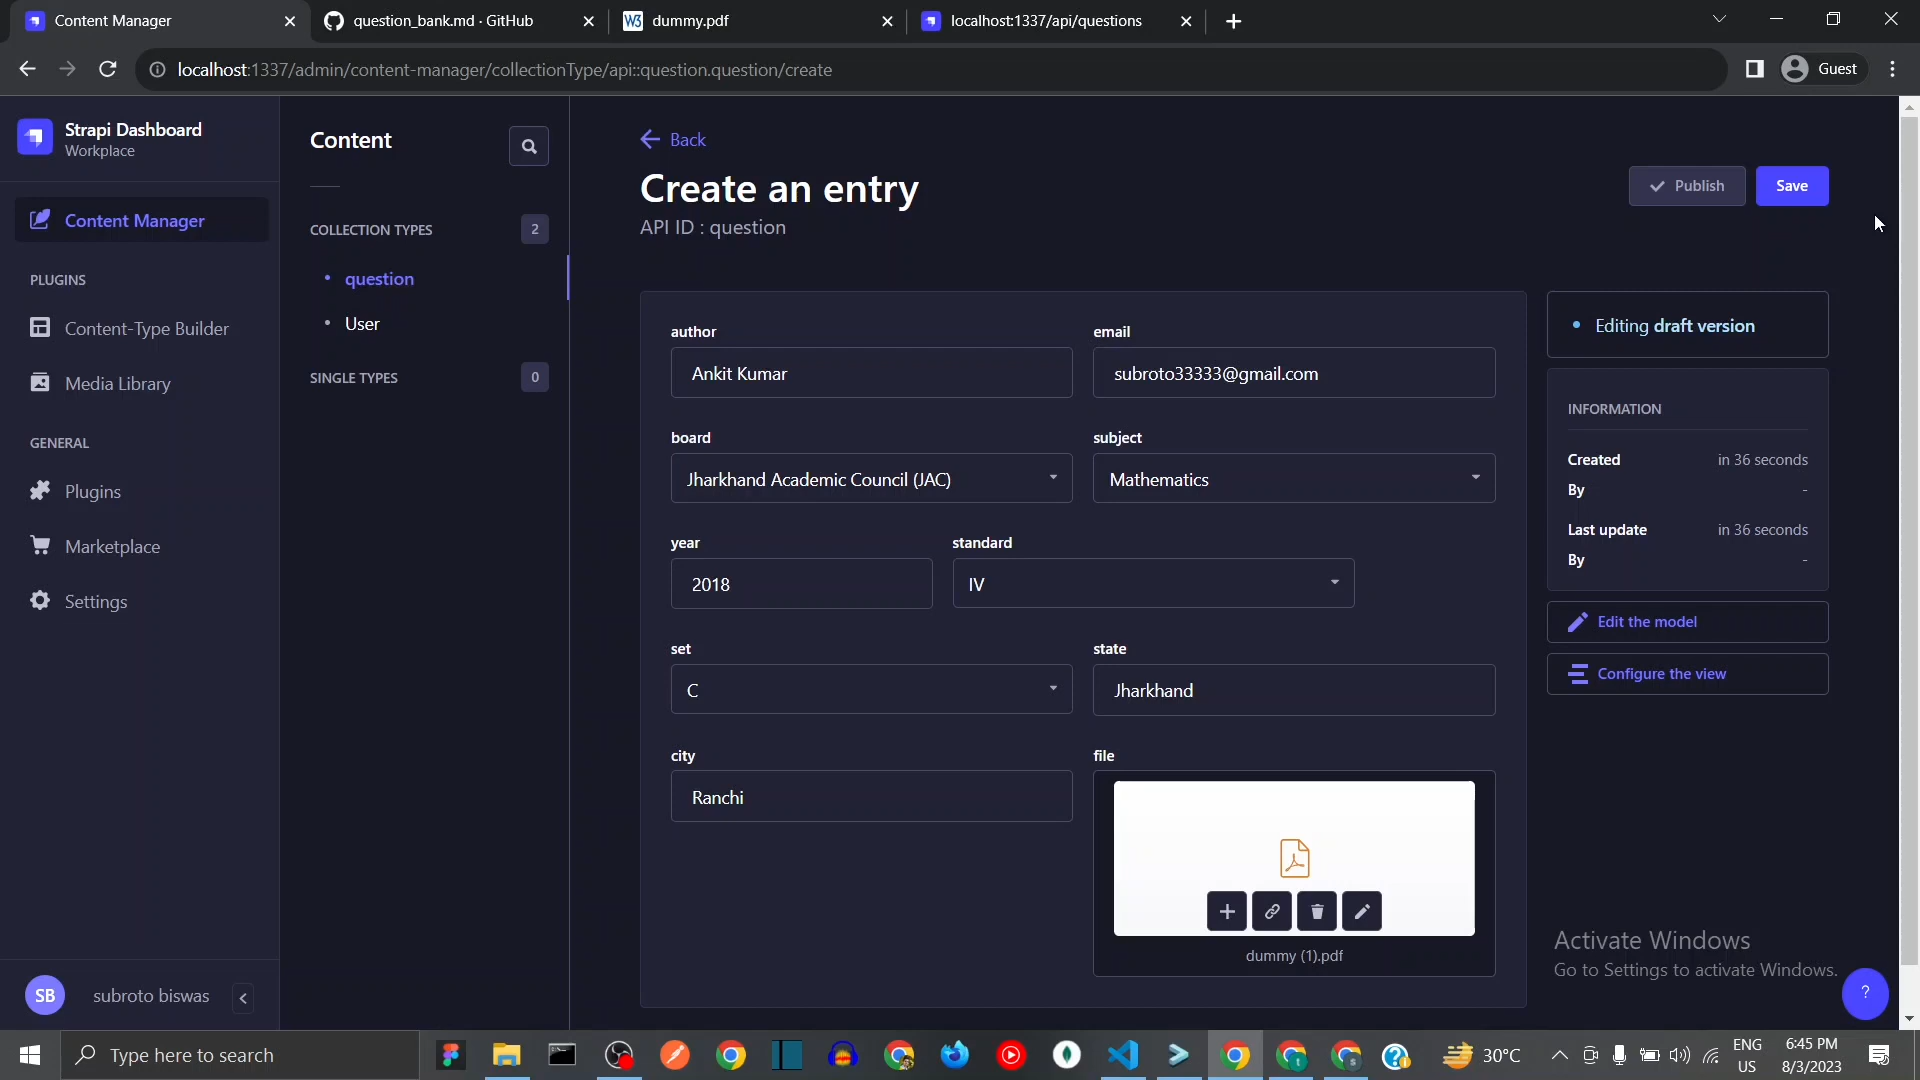 Content Manager
question_bank.md · GitHub
W3 dummy.pdf
localhost:1337/api/questions
localhost:1337/admin/content-manager/collectionType/api::question.question/create
Guest
Strapi Dashboard
Workplace
Content Manager
PLUGINS
Content-Type Builder
Media Library
GENERAL
Plugins
Marketplace
Settings
SB subroto biswas
Content
COLLECTION TYPES 2
question
User
SINGLE TYPES 0
Back
Create an entry
API ID : question
Publish
Save
author
Ankit Kumar
email
subroto33333@gmail.com
board
Jharkhand Academic Council (JAC)
subject
Mathematics
year
2018
standard
IV
set
C
state
Jharkhand
city
Ranchi
file
dummy (1).pdf
Editing draft version
INFORMATION
Created in 36 seconds
By -
Last update in 36 seconds
By -
Edit the model
Configure the view
Activate Windows
Go to Settings to activate Windows.
?
Type here to search
30°C
ENG
US
6:45 PM
8/3/2023